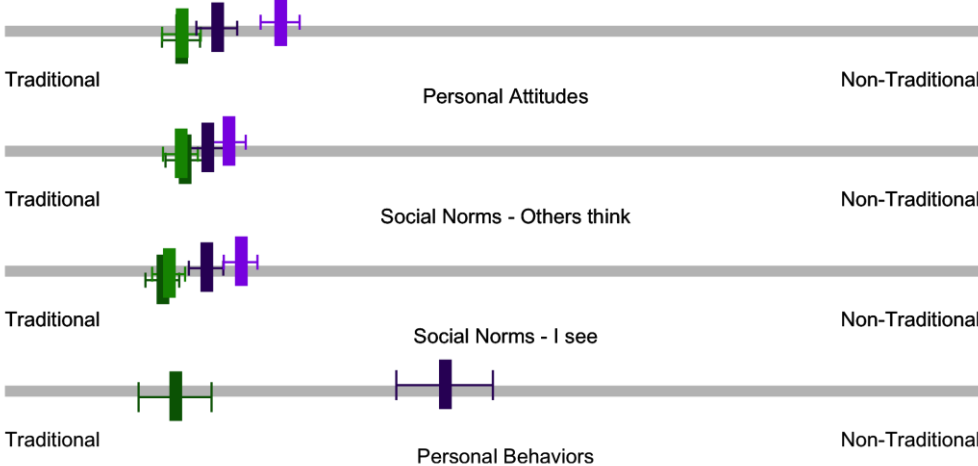 Traditional
Non-Traditional
Personal Attitudes
Traditional
Non-Traditional
Social Norms - Others think
Traditional
Non-Traditional
Social Norms - I see
Traditional
Non-Traditional
Personal Behaviors